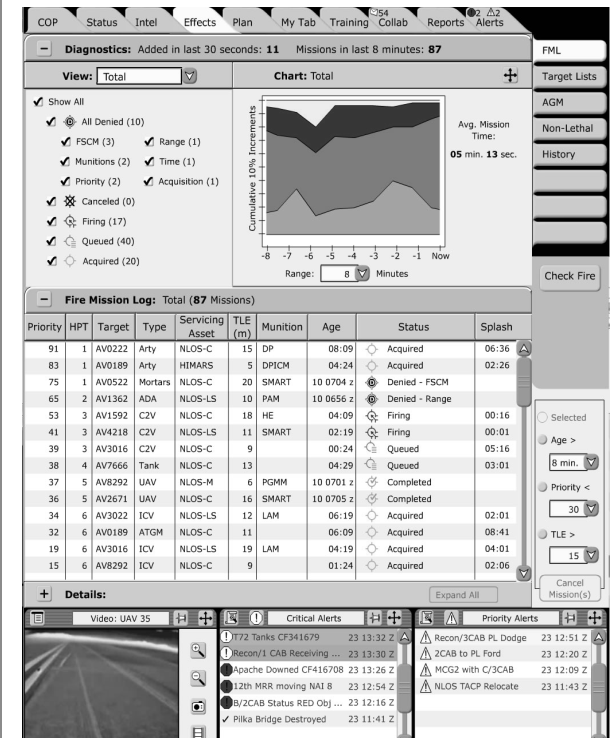 COP Status Intel Effects Plan My Tab Training 54 Collab Reports 2 2 Alerts
− Diagnostics: Added in last 30 seconds: 11 Missions in last 8 minutes: 87
FML
Target Lists
AGM
Non-Lethal
History
View: Total
Chart: Total
✓ Show All
✓ All Denied (10)
✓ FSCM (3) ✓ Range (1)
✓ Munitions (2) ✓ Time (1)
✓ Priority (2) ✓ Acquisition (1)
✓ Canceled (0)
✓ Firing (17)
✓ Queued (40)
✓ Acquired (20)
Cumulative 10% Increments
-8 -7 -6 -5 -4 -3 -2 -1 Now
Range: 8 Minutes
Avg. Mission
Time:
05 min. 13 sec.
Check Fire
− Fire Mission Log: Total (87 Missions)
Priority HPT Target Type Servicing Asset TLE (m) Munition Age Status Splash
91 1 AV0222 Arty NLOS-C 15 DP 08:09 Acquired 06:36
83 1 AV0189 Arty HIMARS 5 DPICM 04:24 Acquired 02:26
75 1 AV0522 Mortars NLOS-C 20 SMART 10 0704 z Denied - FSCM
65 2 AV1362 ADA NLOS-LS 10 PAM 10 0656 z Denied - Range
53 3 AV1592 C2V NLOS-C 18 HE 04:09 Firing 00:16
41 3 AV4218 C2V NLOS-LS 11 SMART 02:19 Firing 00:01
39 3 AV3016 C2V NLOS-C 9 00:24 Queued 05:16
38 4 AV7666 Tank NLOS-C 13 04:29 Queued 03:01
37 5 AV8292 UAV NLOS-M 6 PGMM 10 0701 z Completed
36 5 AV2671 UAV NLOS-C 16 SMART 10 0705 z Completed
34 6 AV3022 ICV NLOS-LS 12 LAM 06:19 Acquired 02:01
32 6 AV0189 ATGM NLOS-C 11 06:09 Acquired 08:41
19 6 AV3016 ICV NLOS-LS 19 LAM 04:19 Acquired 04:01
15 6 AV8292 ICV NLOS-C 9 01:24 Acquired 02:06
Selected
Age >
8 min.
Priority <
30
TLE >
15
Cancel
Mission(s)
+ Details:
Expand All
Video: UAV 35
Critical Alerts
! T72 Tanks CF341679 23 13:32 Z
! Recon/1 CAB Receiving ... 23 13:30 Z
! Apache Downed CF416708 23 13:26 Z
! 12th MRR moving NAI 8 23 12:54 Z
! B/2CAB Status RED Obj ... 23 12:16 Z
✓ Pilka Bridge Destroyed 23 11:41 Z
Priority Alerts
Recon/3CAB PL Dodge 23 12:51 Z
2CAB to PL Ford 23 12:20 Z
MCG2 with C/3CAB 23 12:09 Z
NLOS TACP Relocate 23 11:43 Z